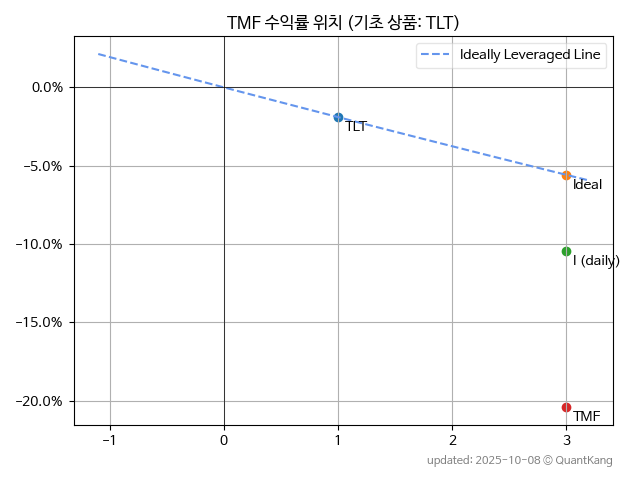 TMF 수익률 위치 (기초 상품: TLT)
Ideally Leveraged Line
0.0%
TLT
−5.0%
Ideal
−10.0%
I (daily)
−15.0%
−20.0%
TMF
−1
0
1
2
3
updated: 2025-10-08 © QuantKang